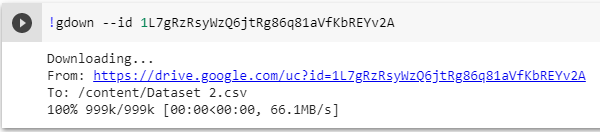 !gdown --id 1L7gRzRsyWzQ6jtRg86q81aVfKbREYv2A
Downloading...
From: https://drive.google.com/uc?id=1L7gRzRsyWzQ6jtRg86q81aVfKbREYv2A
To: /content/Dataset 2.csv
100% 999k/999k [00:00<00:00, 66.1MB/s]